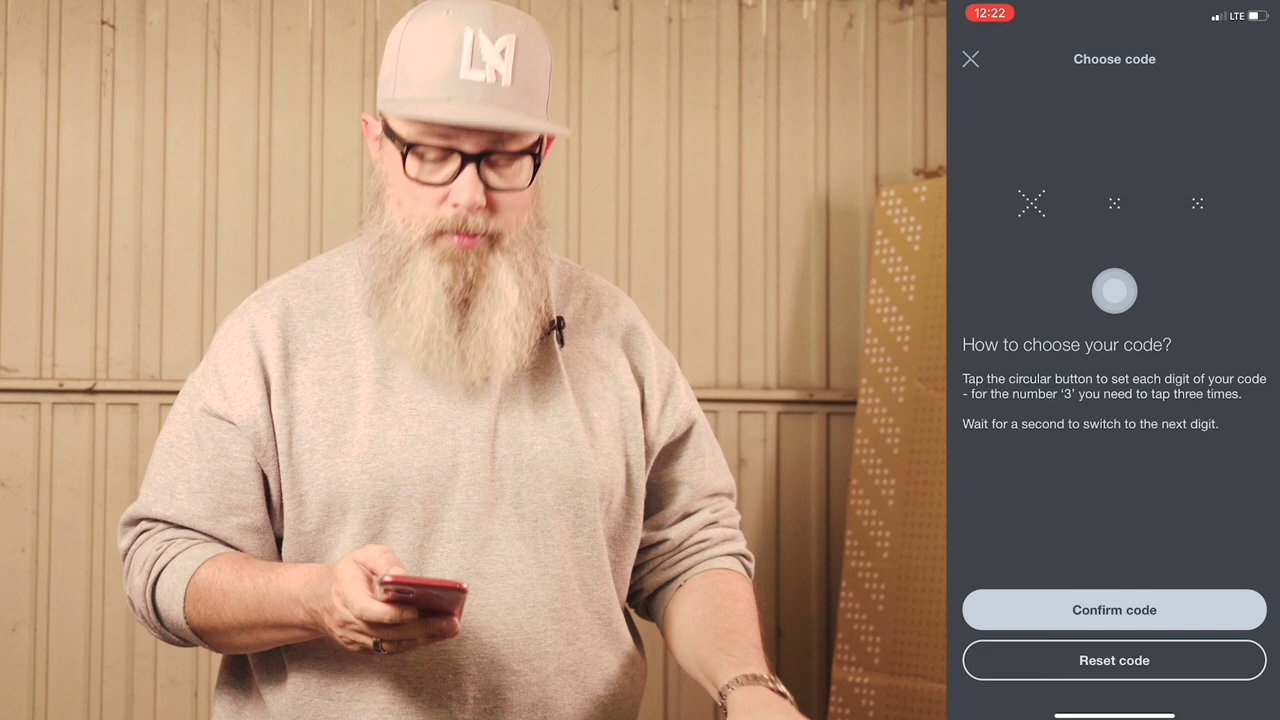 12:22
LTE
Choose code
How to choose your code?
Tap the circular button to set each digit of your code
- for the number ‘3’ you need to tap three times.
Wait for a second to switch to the next digit.
Confirm code
Reset code